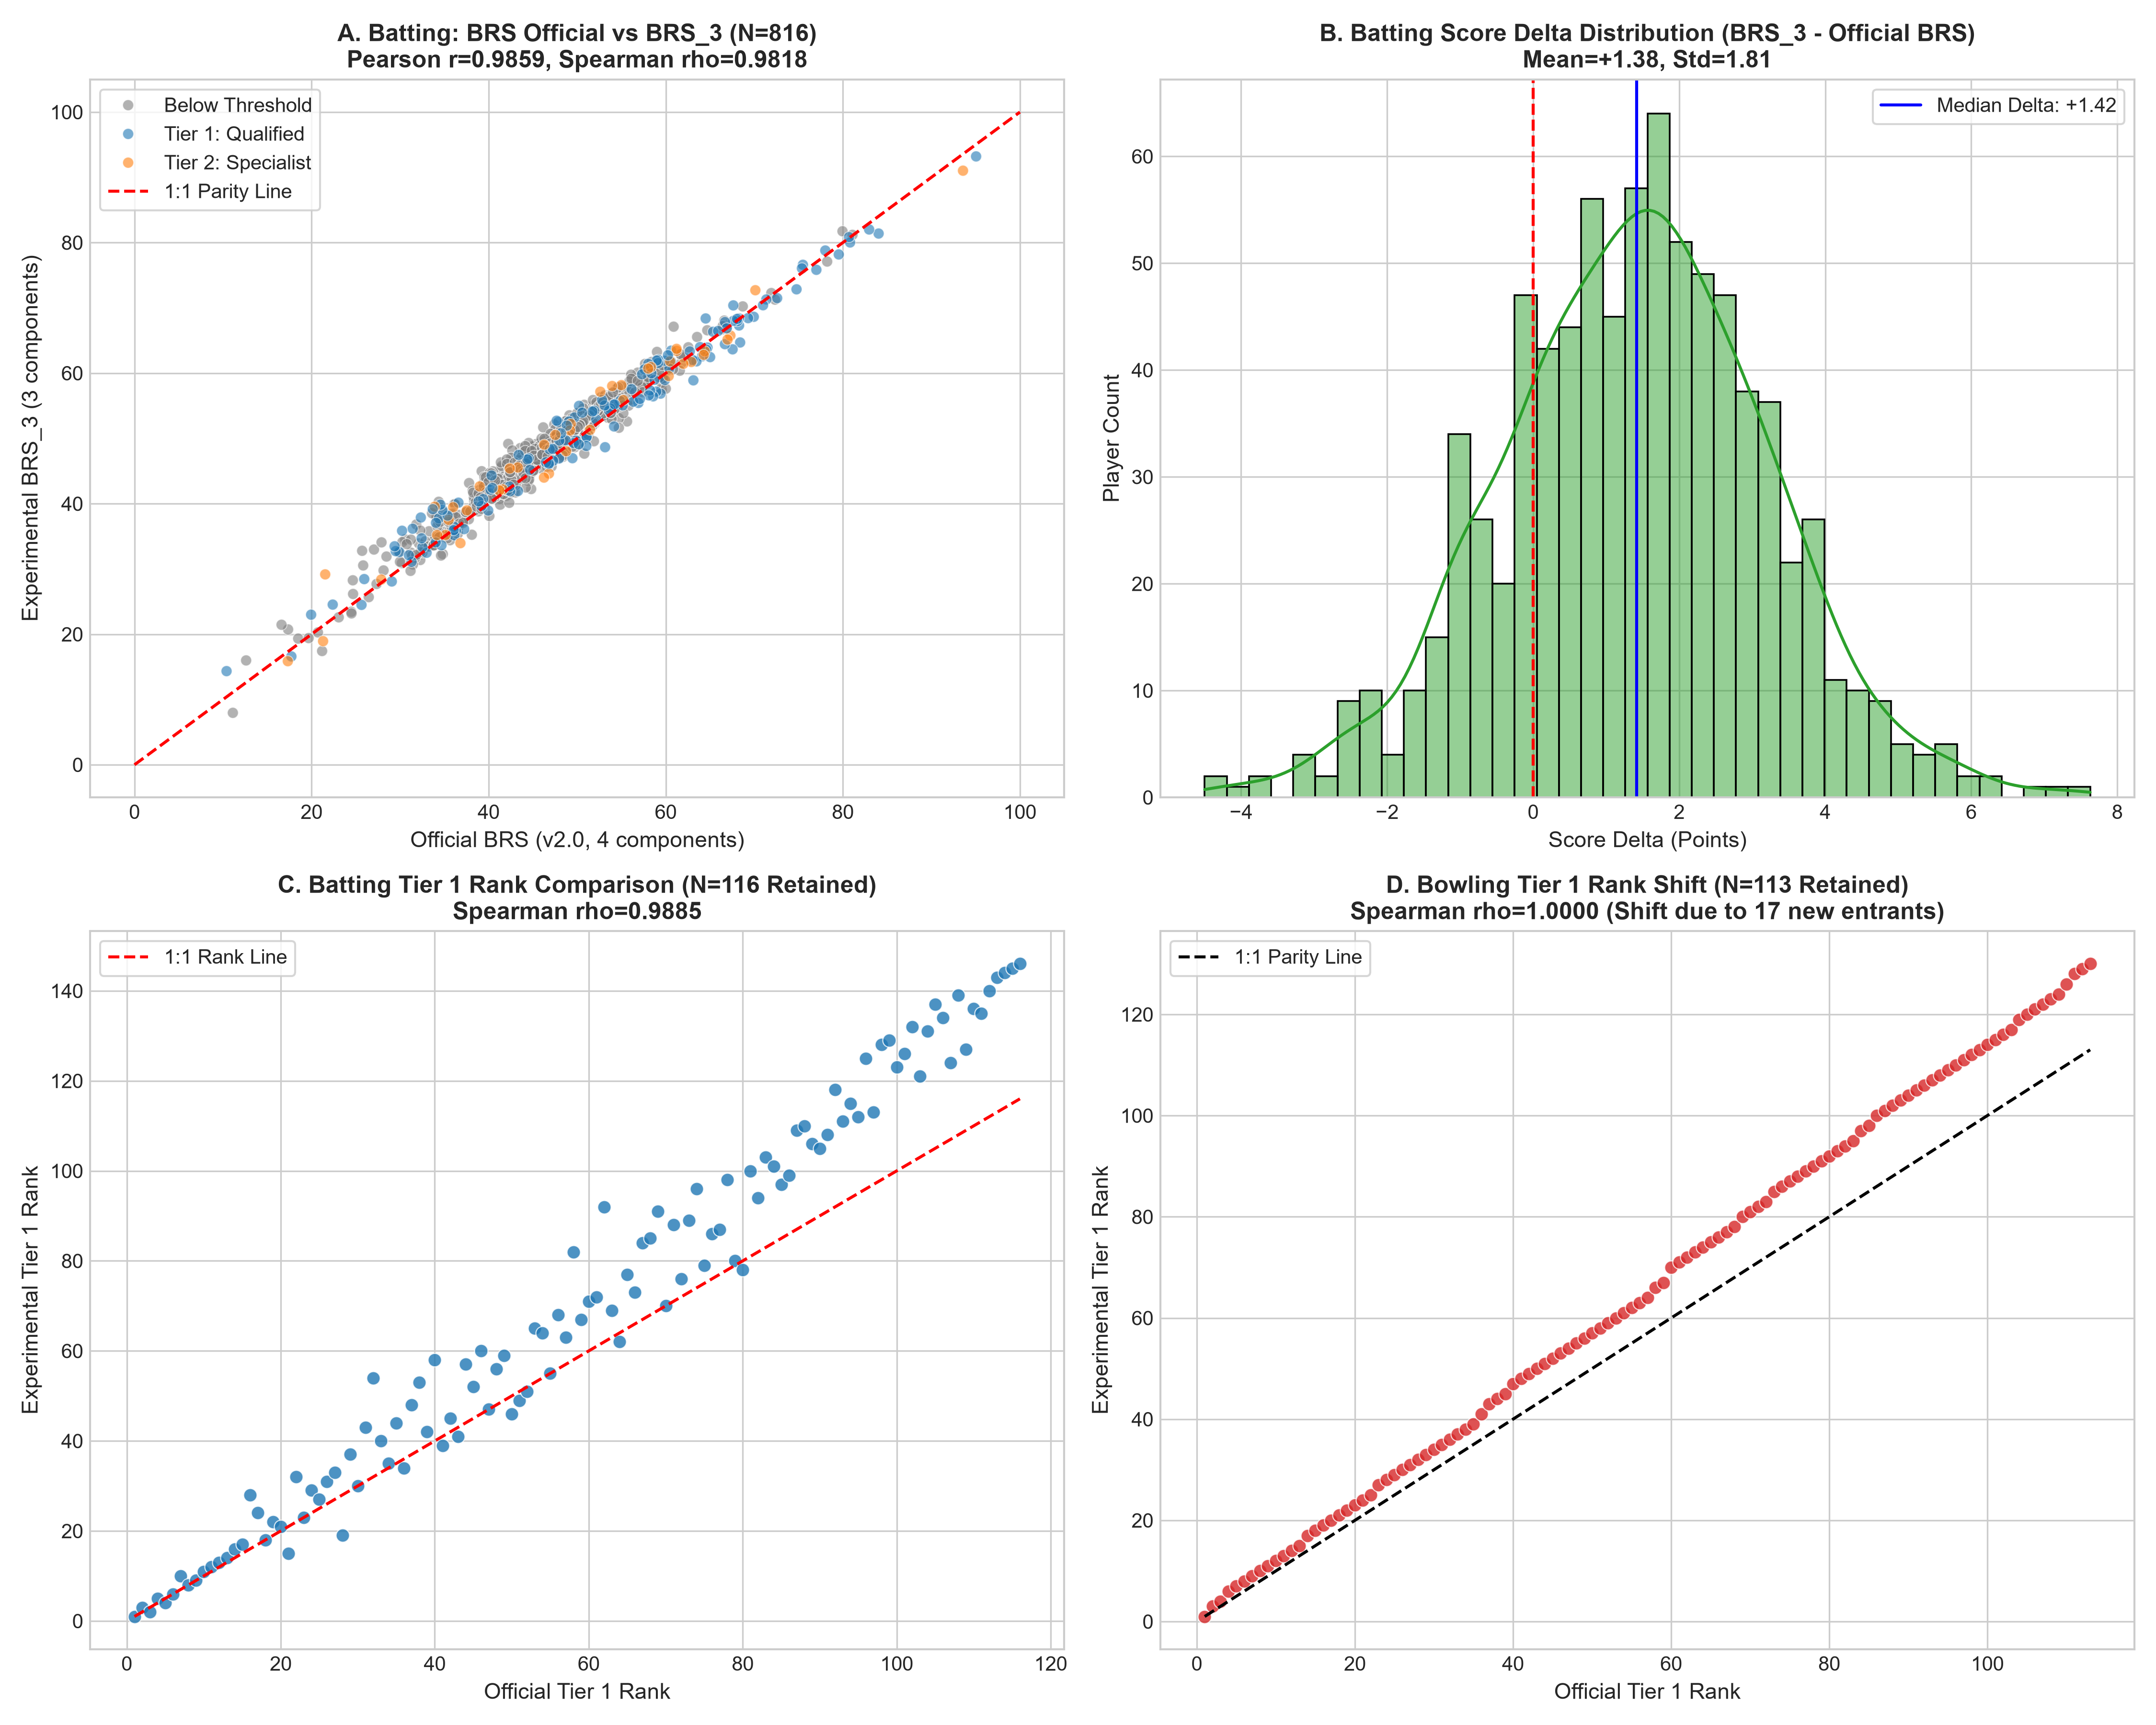 A. Batting: BRS Official vs BRS_3 (N=816)
Pearson r=0.9859, Spearman rho=0.9818
Below Threshold
Tier 1: Qualified
Tier 2: Specialist
1:1 Parity Line
100
80
60
40
20
0
Experimental BRS_3 (3 components)
0 20 40 60 80 100
Official BRS (v2.0, 4 components)
B. Batting Score Delta Distribution (BRS_3 - Official BRS)
Mean=+1.38, Std=1.81
Median Delta: +1.42
60
50
40
30
20
10
0
Player Count
−4 −2 0 2 4 6 8
Score Delta (Points)
C. Batting Tier 1 Rank Comparison (N=116 Retained)
Spearman rho=0.9885
1:1 Rank Line
140
120
100
80
60
40
20
0
Experimental Tier 1 Rank
0 20 40 60 80 100 120
Official Tier 1 Rank
D. Bowling Tier 1 Rank Shift (N=113 Retained)
Spearman rho=1.0000 (Shift due to 17 new entrants)
1:1 Parity Line
120
100
80
60
40
20
0
Experimental Tier 1 Rank
0 20 40 60 80 100
Official Tier 1 Rank